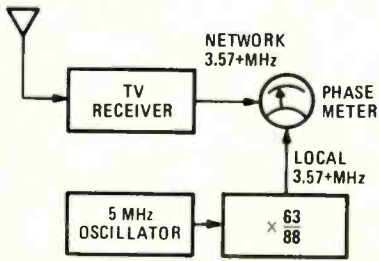 NETWORK
3.57+MHz
TV
RECEIVER
PHASE
METER
LOCAL
3.57+MHz
5 MHz
OSCILLATOR
× 63
88